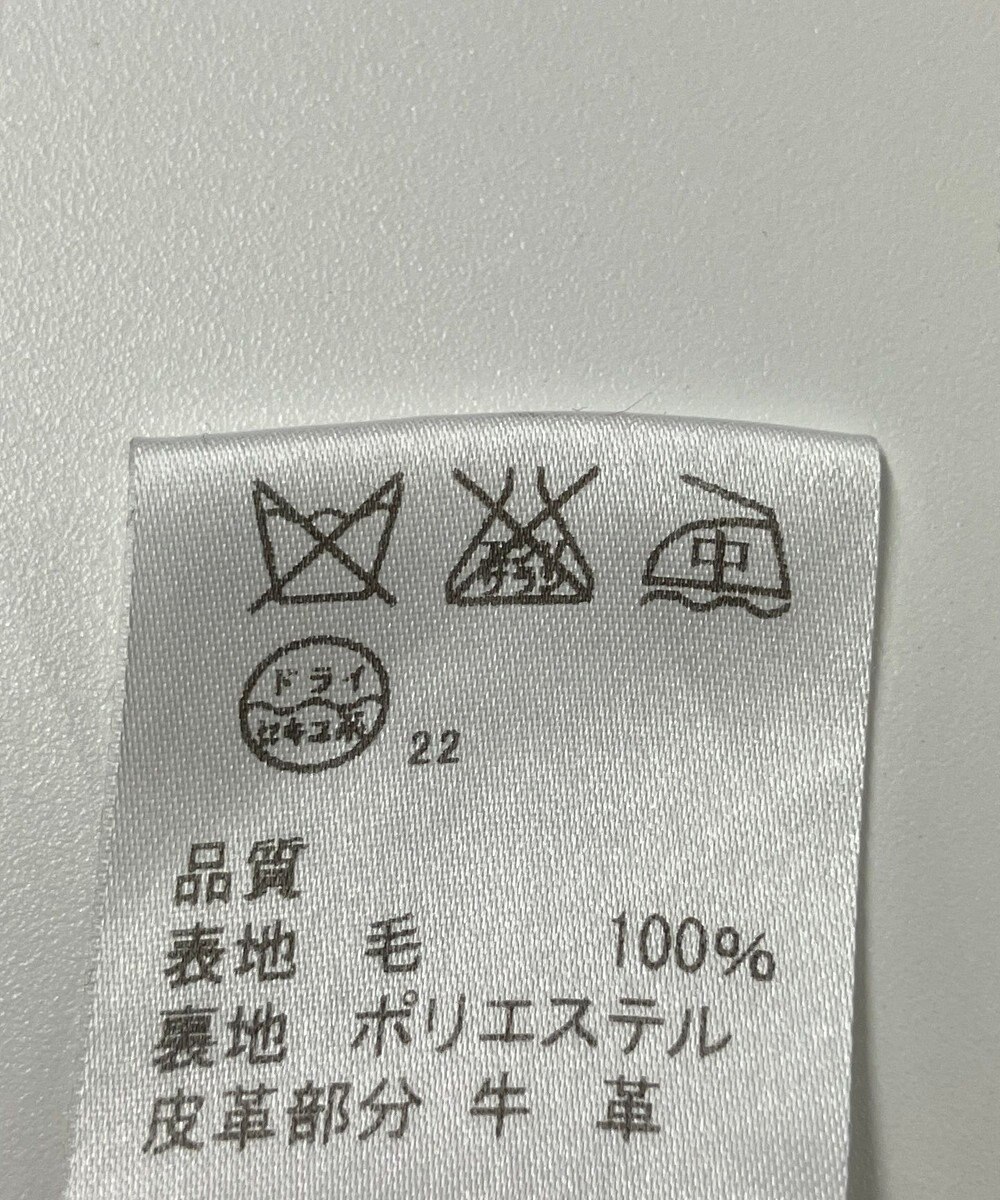 中
ドライ
セキユ系
22
品質
表地 毛 100%
裏地 ポリエステル
皮革部分 牛 革